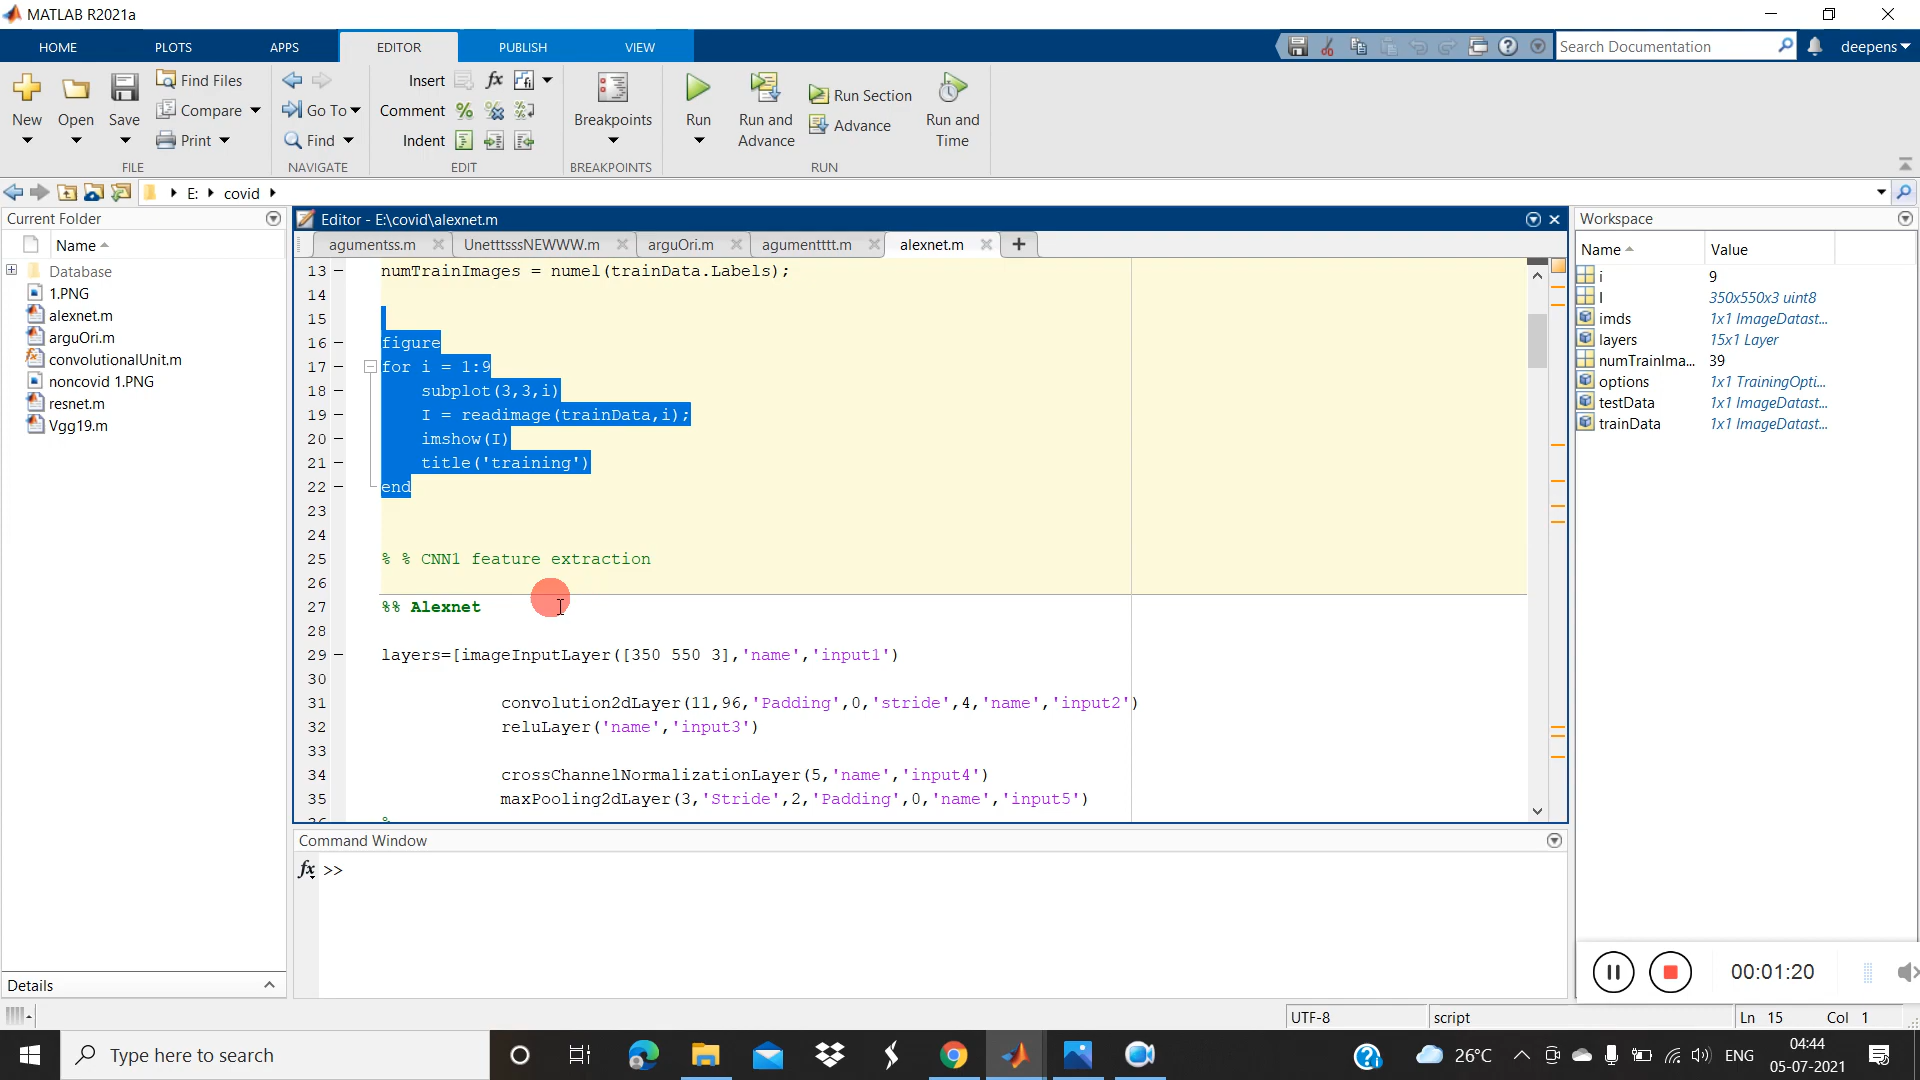 MATLAB R2021a
HOME PLOTS APPS EDITOR PUBLISH VIEW Search Documentation deepens
New Open Save Find Files Compare Print
FILE
Go To Find
NAVIGATE
Insert fx
Comment
Indent
EDIT
Breakpoints
BREAKPOINTS
Run Run and Advance Run Section Advance Run and Time
RUN
E: covid
Current Folder
Name
Database
1.PNG
alexnet.m
arguOri.m
convolutionalUnit.m
noncovid 1.PNG
resnet.m
Vgg19.m
Details
Editor - E:\covid\alexnet.m
agumentss.m UnetttsssNEWWW.m arguOri.m agumentttt.m alexnet.m
13 numTrainImages = numel(trainData.Labels);
14
15
16 figure
17 for i = 1:9
18 subplot(3,3,i)
19 I = readimage(trainData,i);
20 imshow(I)
21 title('training')
22 end
23
24
25 % % CNN1 feature extraction
26
27 %% Alexnet
28
29 layers=[imageInputLayer([350 550 3],'name','input1')
30
31 convolution2dLayer(11,96,'Padding',0,'stride',4,'name','input2')
32 reluLayer('name','input3')
33
34 crossChannelNormalizationLayer(5,'name','input4')
35 maxPooling2dLayer(3,'Stride',2,'Padding',0,'name','input5')
Command Window
fx >>
Workspace
Name Value
i 9
I 350x550x3 uint8
imds 1x1 ImageDatast...
layers 15x1 Layer
numTrainIma... 39
options 1x1 TrainingOpti...
testData 1x1 ImageDatast...
trainData 1x1 ImageDatast...
00:01:20
UTF-8 script Ln 15 Col 1
Type here to search
26°C ENG 04:44
05-07-2021